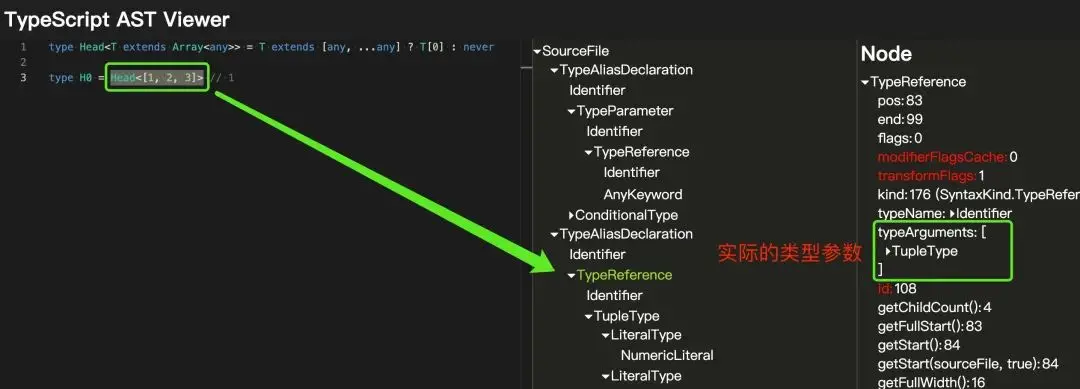 TypeScript AST Viewer
1 type Head<T extends Array<any>> = T extends [any, ...any] ? T[0] : never
2
3 type H0 = Head<[1, 2, 3]> // 1
SourceFile
TypeAliasDeclaration
Identifier
TypeParameter
Identifier
TypeReference
Identifier
AnyKeyword
ConditionalType
TypeAliasDeclaration
Identifier
TypeReference
Identifier
TupleType
LiteralType
NumericLiteral
LiteralType
实际的类型参数
Node
TypeReference
pos: 83
end: 99
flags: 0
modifierFlagsCache: 0
transformFlags: 1
kind: 176 (SyntaxKind.TypeRefer
typeName: Identifier
typeArguments: [
TupleType
]
id: 108
getChildCount(): 4
getFullStart(): 83
getStart(): 84
getStart(sourceFile, true): 84
getFullWidth(): 16